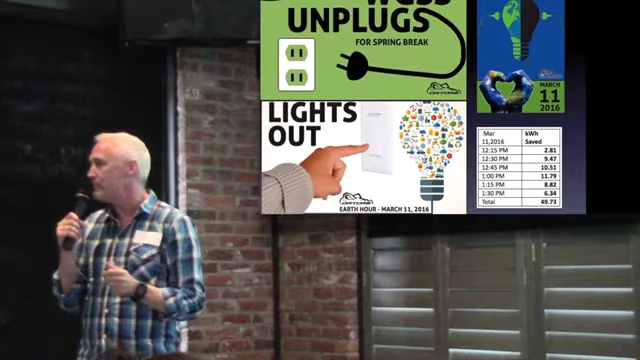 WCSS
UNPLUGS
FOR SPRING BREAK
LIGHTS
OUT
EARTH HOUR - MARCH 11, 2016
MARCH
11
2016
Mar 11,2016 kWh Saved
12:15 PM 2.81
12:30 PM 9.47
12:45 PM 10.51
1:00 PM 11.79
1:15 PM 8.82
1:30 PM 6.34
Total 49.73